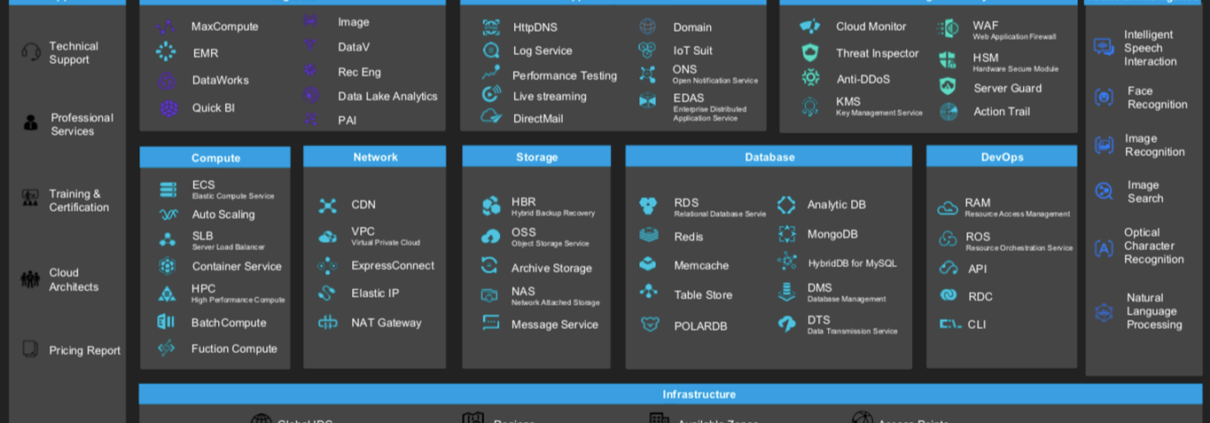 Technical
Support
Professional
Services
Training &
Certification
Cloud
Architects
Pricing Report
MaxCompute
EMR
DataWorks
Quick BI
Image
DataV
Rec Eng
Data Lake Analytics
PAI
HttpDNS
Log Service
Performance Testing
Live streaming
DirectMail
Domain
IoT Suit
ONS
Open Notification Service
EDAS
Enterprise Distributed
Application Service
Cloud Monitor
Threat Inspector
Anti-DDoS
KMS
Key Management Service
WAF
Web Application Firewall
HSM
Hardware Secure Module
Server Guard
Action Trail
Intelligent
Speech
Interaction
Face
Recognition
Image
Recognition
Image
Search
Optical
Character
Recognition
Natural
Language
Processing
Compute
ECS
Elastic Compute Service
Auto Scaling
SLB
Server Load Balancer
Container Service
HPC
High Performance Compute
BatchCompute
Fuction Compute
Network
CDN
VPC
Virtual Private Cloud
ExpressConnect
Elastic IP
NAT Gateway
Storage
HBR
Hybrid Backup Recovery
OSS
Object Storage Service
Archive Storage
NAS
Network Attached Storage
Message Service
Database
RDS
Relational Database Servie
Redis
Memcache
Table Store
POLARDB
Analytic DB
MongoDB
HybridDB for MySQL
DMS
Database Management
DTS
Data Transmission Service
DevOps
RAM
Resource Access Management
ROS
Resource Orchestration Service
API
RDC
CLI
Infrastructure